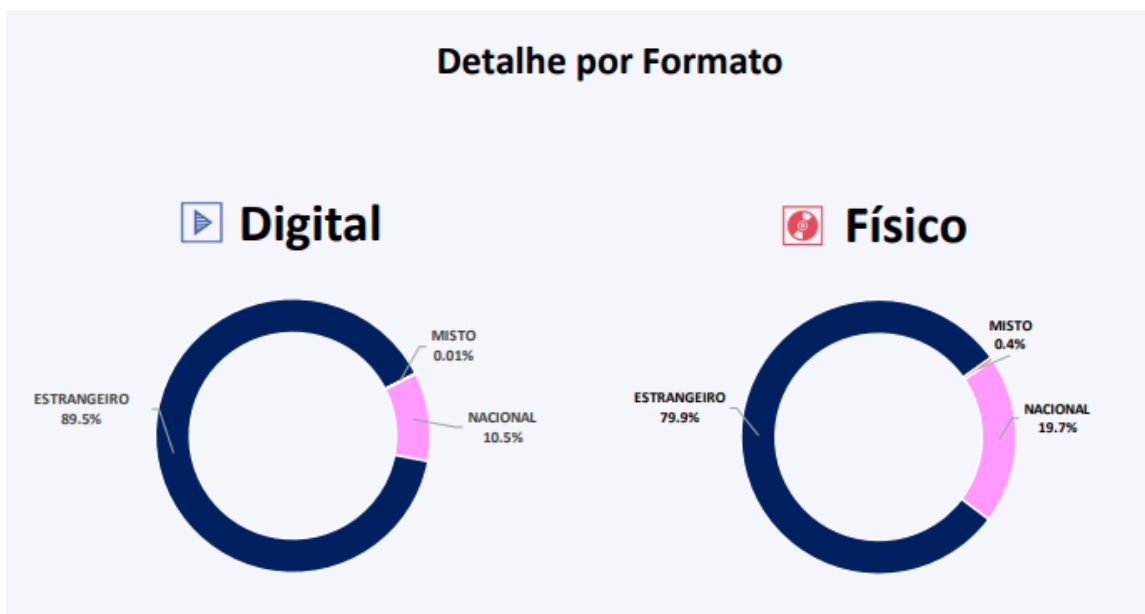 Detalhe por Formato
Digital
MISTO
0.01%
ESTRANGEIRO
89.5%
NACIONAL
10.5%
Físico
MISTO
0.4%
ESTRANGEIRO
79.9%
NACIONAL
19.7%